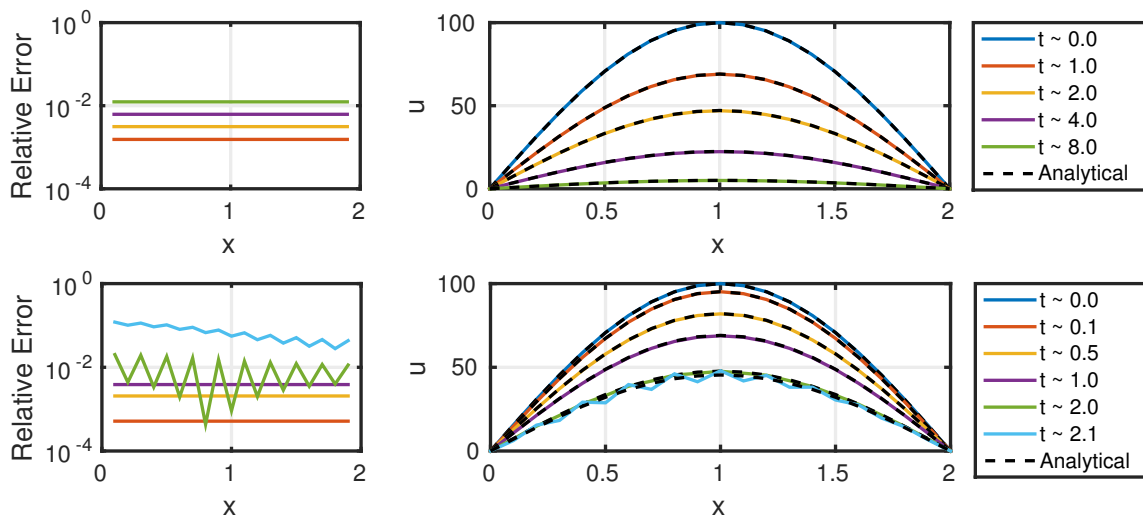 Relative Error
10^0
10^-2
10^-4
0
1
2
x
u
100
50
0
0
0.5
1
1.5
2
x
t ~ 0.0
t ~ 1.0
t ~ 2.0
t ~ 4.0
t ~ 8.0
Analytical
Relative Error
10^0
10^-2
10^-4
0
1
2
x
u
100
50
0
0
0.5
1
1.5
2
x
t ~ 0.0
t ~ 0.1
t ~ 0.5
t ~ 1.0
t ~ 2.0
t ~ 2.1
Analytical